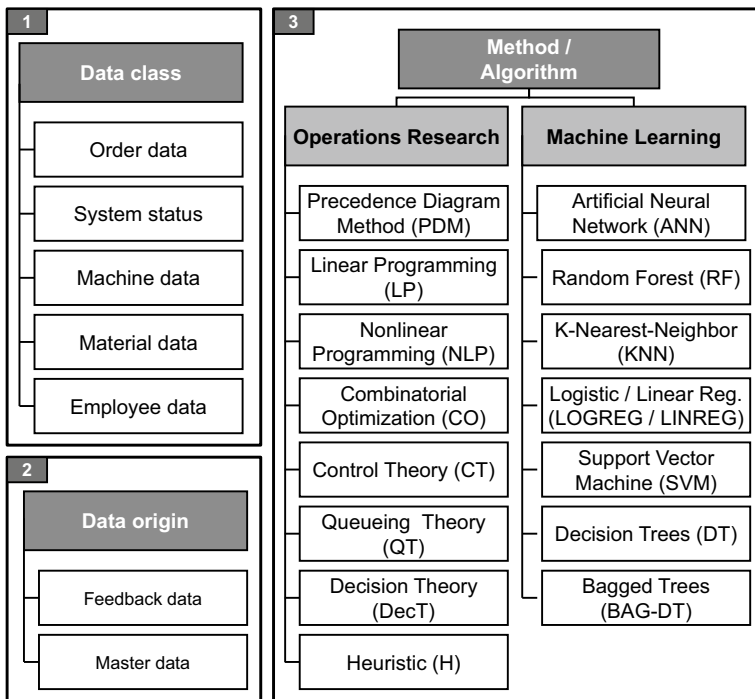 1
Data class
Order data
System status
Machine data
Material data
Employee data
2
Data origin
Feedback data
Master data
3
Method /
Algorithm
Operations Research
Precedence Diagram
Method (PDM)
Linear Programming
(LP)
Nonlinear
Programming (NLP)
Combinatorial
Optimization (CO)
Control Theory (CT)
Queueing Theory
(QT)
Decision Theory
(DecT)
Heuristic (H)
Machine Learning
Artificial Neural
Network (ANN)
Random Forest (RF)
K-Nearest-Neighbor
(KNN)
Logistic / Linear Reg.
(LOGREG / LINREG)
Support Vector
Machine (SVM)
Decision Trees (DT)
Bagged Trees
(BAG-DT)